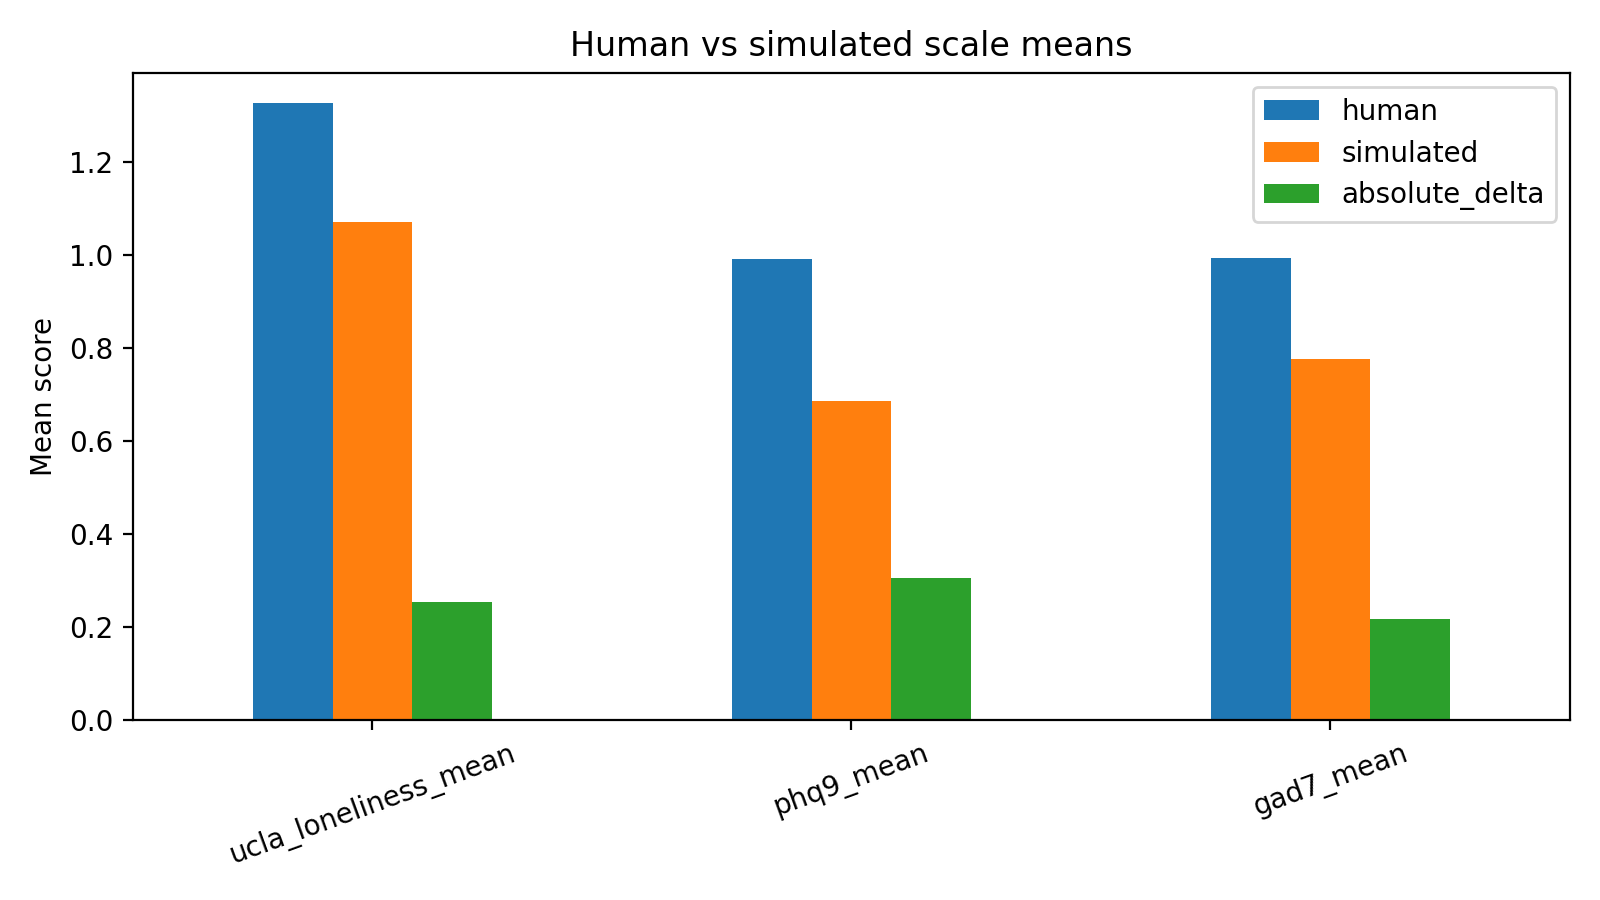 Human vs simulated scale means
human
simulated
absolute_delta
Mean score
1.2
1.0
0.8
0.6
0.4
0.2
0.0
ucla_loneliness_mean
phq9_mean
gad7_mean